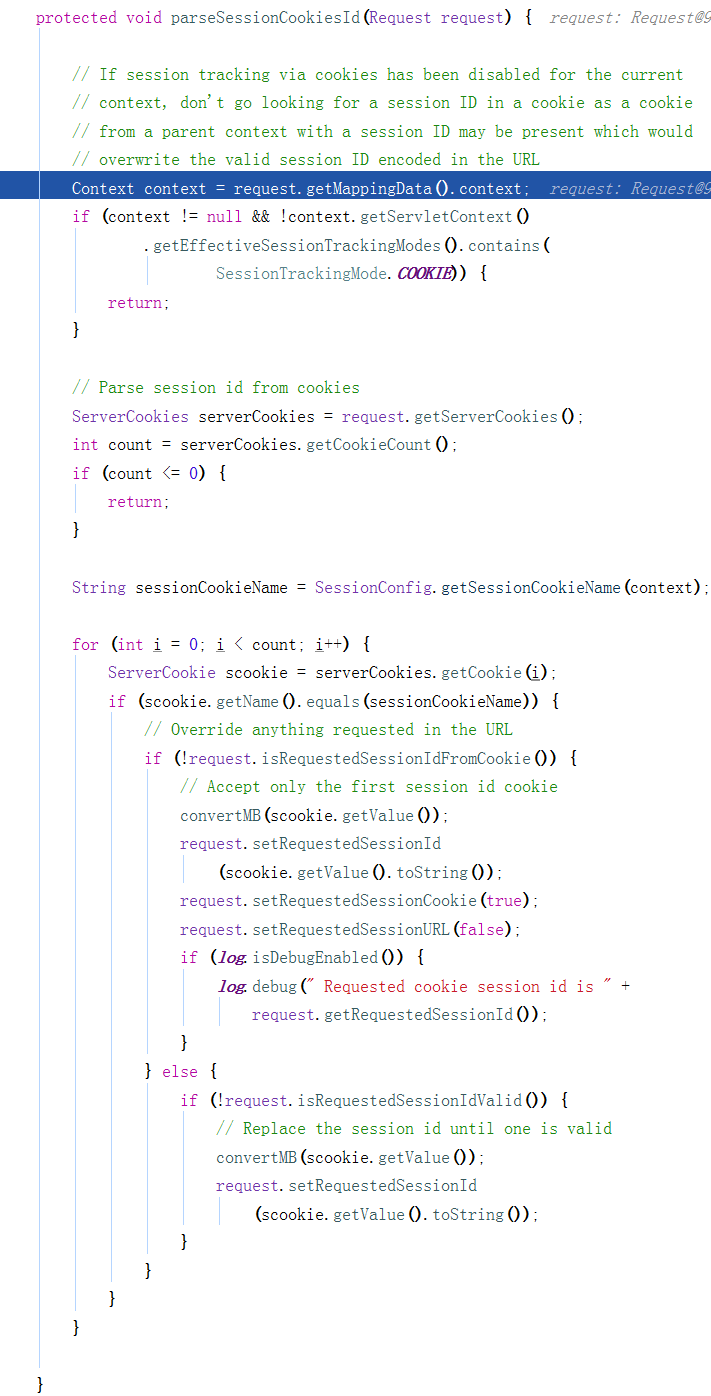 protected void parseSessionCookiesId(Request request) {  request: Request@9
// If session tracking via cookies has been disabled for the current
// context, don't go looking for a session ID in a cookie as a cookie
// from a parent context with a session ID may be present which would
// overwrite the valid session ID encoded in the URL
Context context = request.getMappingData().context;  request: Request@9
if (context != null && !context.getServletContext()
.getEffectiveSessionTrackingModes().contains(
SessionTrackingMode.COOKIE)) {
return;
}
// Parse session id from cookies
ServerCookies serverCookies = request.getServerCookies();
int count = serverCookies.getCookieCount();
if (count <= 0) {
return;
}
String sessionCookieName = SessionConfig.getSessionCookieName(context);
for (int i = 0; i < count; i++) {
ServerCookie scookie = serverCookies.getCookie(i);
if (scookie.getName().equals(sessionCookieName)) {
// Override anything requested in the URL
if (!request.isRequestedSessionIdFromCookie()) {
// Accept only the first session id cookie
convertMB(scookie.getValue());
request.setRequestedSessionId
(scookie.getValue().toString());
request.setRequestedSessionCookie(true);
request.setRequestedSessionURL(false);
if (log.isDebugEnabled()) {
log.debug(" Requested cookie session id is " +
request.getRequestedSessionId());
}
} else {
if (!request.isRequestedSessionIdValid()) {
// Replace the session id until one is valid
convertMB(scookie.getValue());
request.setRequestedSessionId
(scookie.getValue().toString());
}
}
}
}
}